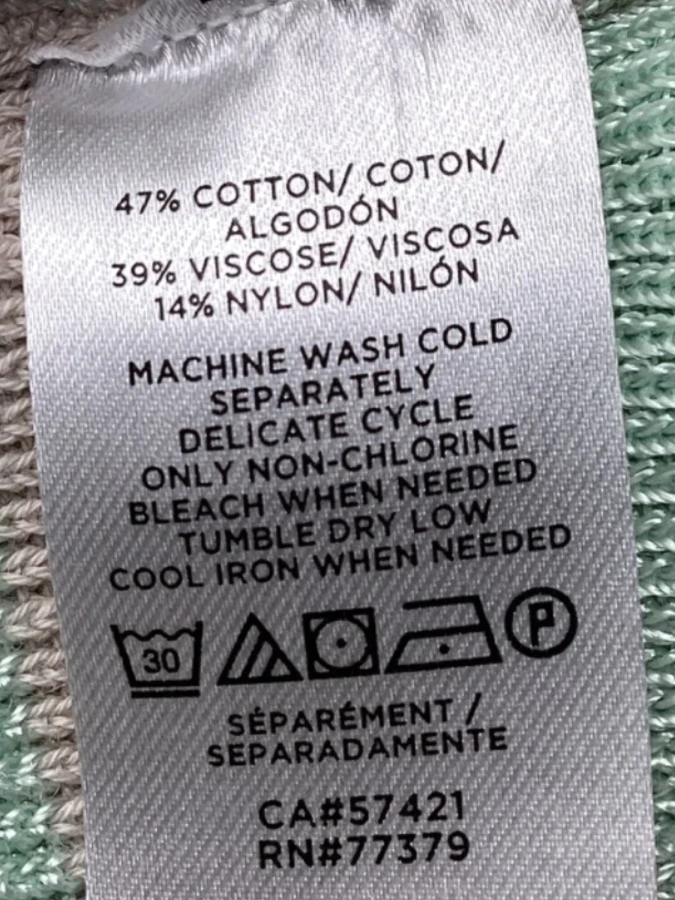 47% COTTON/ COTON/
ALGODÓN
39% VISCOSE/ VISCOSA
14% NYLON/ NILÓN
MACHINE WASH COLD
SEPARATELY
DELICATE CYCLE
ONLY NON-CHLORINE
BLEACH WHEN NEEDED
TUMBLE DRY LOW
COOL IRON WHEN NEEDED
30 P
SÉPARÉMENT /
SEPARADAMENTE
CA#57421
RN#77379